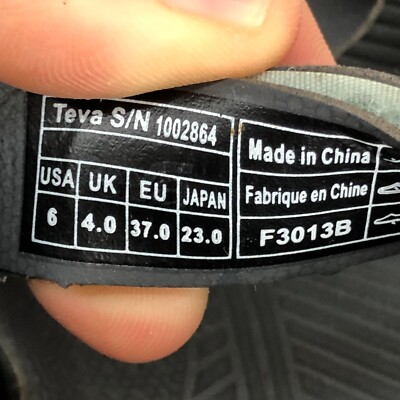 Teva S/N 1002864
USA UK EU JAPAN
6 4.0 37.0 23.0
Made in China
Fabrique en Chine
F3013B